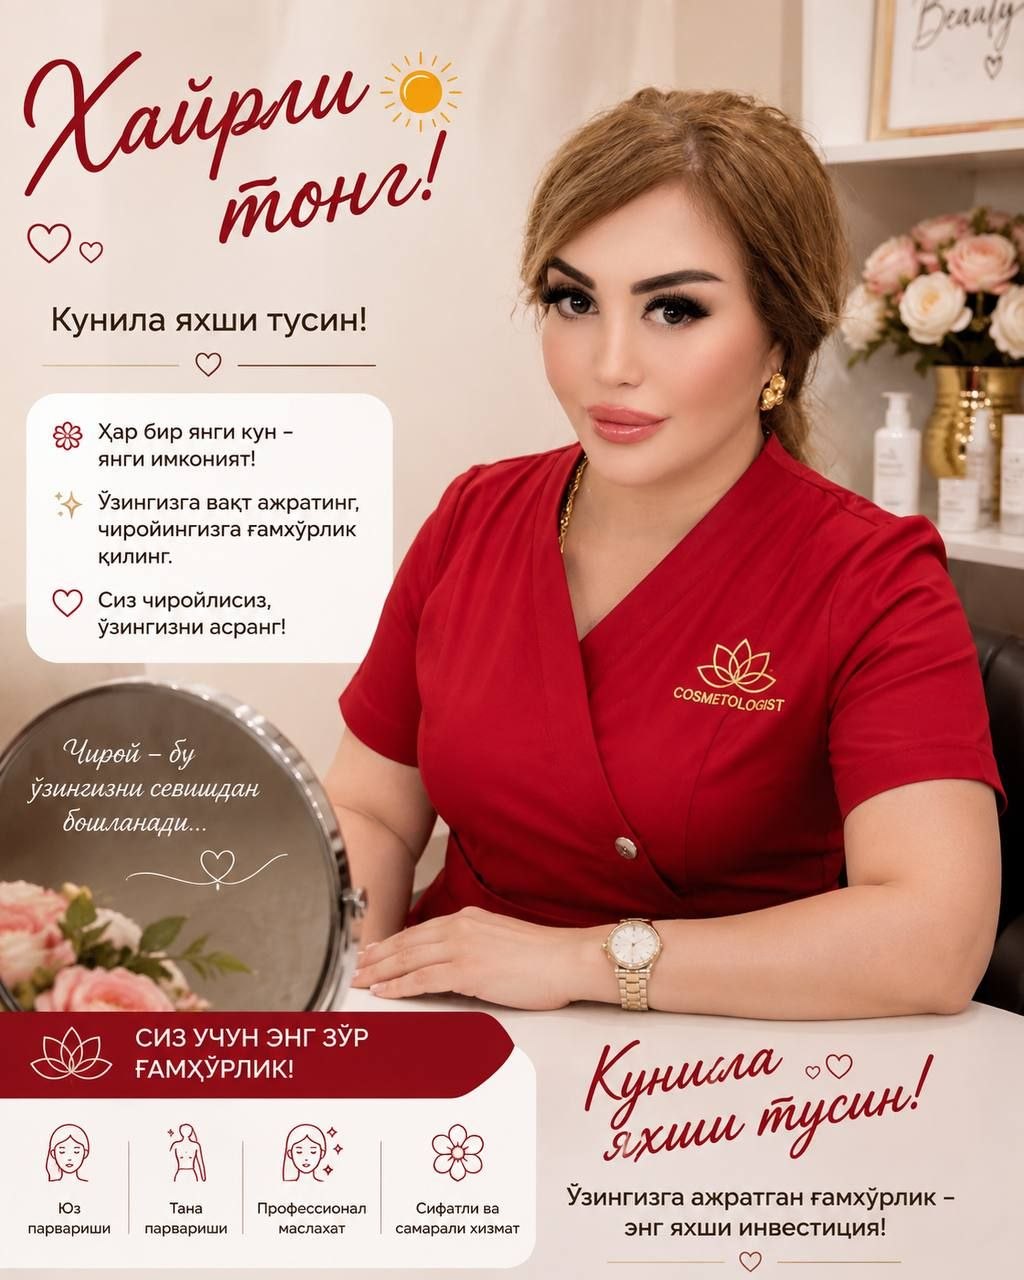 Хайрли
тонг!
Beauty
Кунила яхши тусин!
Ҳар бир янги кун –
янги имконият!
Ўзингизга вақт ажратинг,
чиройингизга ғамхўрлик
қилинг.
Сиз чиройлисиз,
ўзингизни асранг!
COSMETOLOGIST
Чирой – бу
ўзингизни севишдан
бошланади...
СИЗ УЧУН ЭНГ ЗЎР
ҒАМҲЎРЛИК!
Юз
парвариши
Тана
парвариши
Профессионал
маслахат
Сифатли ва
самарали хизмат
Кунила
яхши тусин!
Ўзингизга ажратган ғамхўрлик –
энг яхши инвестиция!